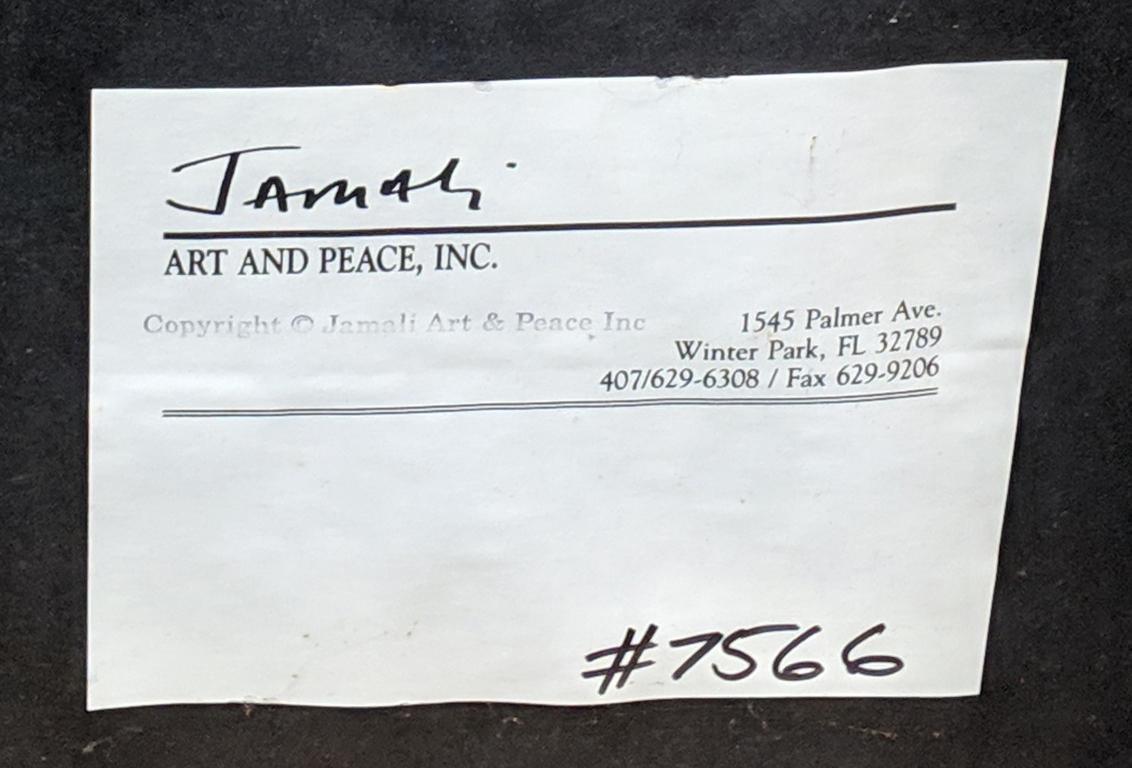 Jamali
ART AND PEACE, INC.
Copyright © Jamali Art & Peace Inc
1545 Palmer Ave.
Winter Park, FL 32789
407/629-6308 / Fax 629-9206
#7566